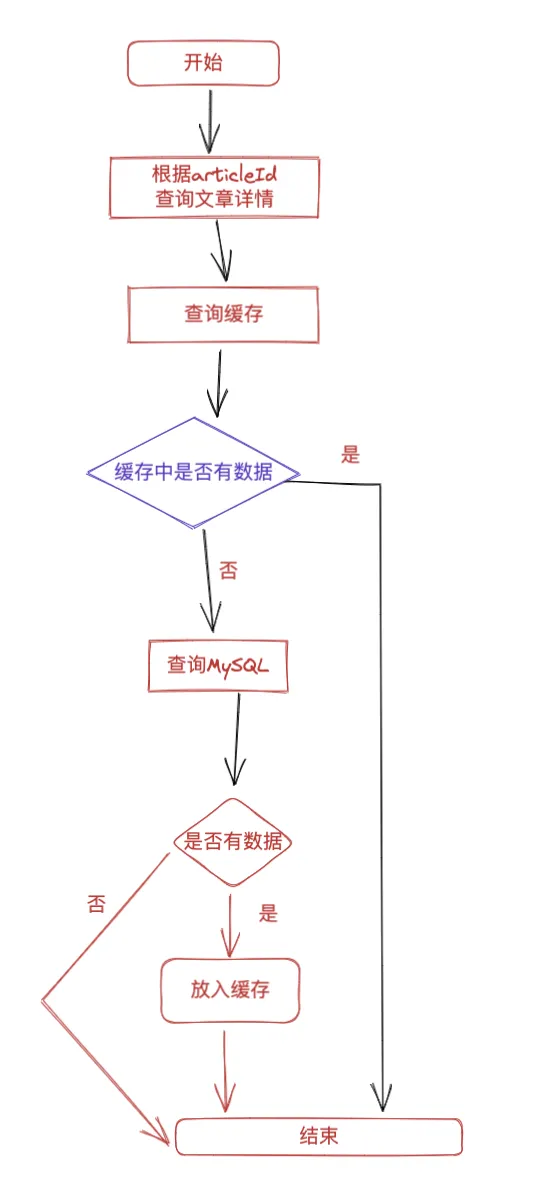 开始
根据articleId
查询文章详情
查询缓存
缓存中是否有数据
是
否
查询MySQL
是否有数据
否
是
放入缓存
结束